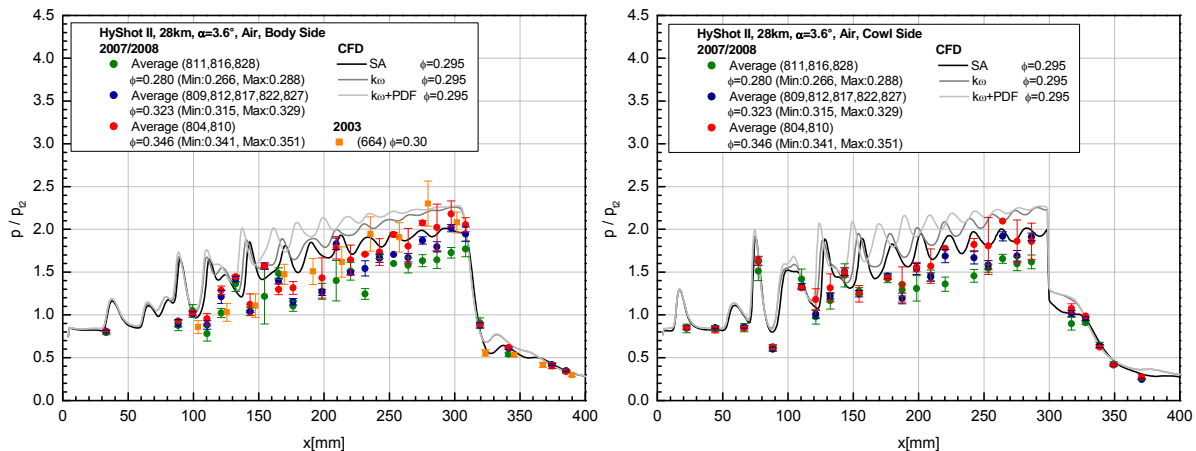 HyShot II, 28km, α=3.6°, Air, Body Side
2007/2008 CFD
Average (811,816,828) SA ϕ=0.295
ϕ=0.280 (Min:0.266, Max:0.288) kω ϕ=0.295
Average (809,812,817,822,827) kω+PDF ϕ=0.295
ϕ=0.323 (Min:0.315, Max:0.329)
Average (804,810) 2003
ϕ=0.346 (Min:0.341, Max:0.351) (664) ϕ=0.30
4.5
4.0
3.5
3.0
2.5
2.0
1.5
1.0
0.5
0.0
p / pt2
0 50 100 150 200 250 300 350 400
x[mm]
HyShot II, 28km, α=3.6°, Air, Cowl Side
2007/2008 CFD
Average (811,816,828) SA ϕ=0.295
ϕ=0.280 (Min:0.266, Max:0.288) kω ϕ=0.295
Average (809,812,817,822,827) kω+PDF ϕ=0.295
ϕ=0.323 (Min:0.315, Max:0.329)
Average (804,810)
ϕ=0.346 (Min:0.341, Max:0.351)
4.5
4.0
3.5
3.0
2.5
2.0
1.5
1.0
0.5
0.0
p / pt2
0 50 100 150 200 250 300 350 400
x[mm]